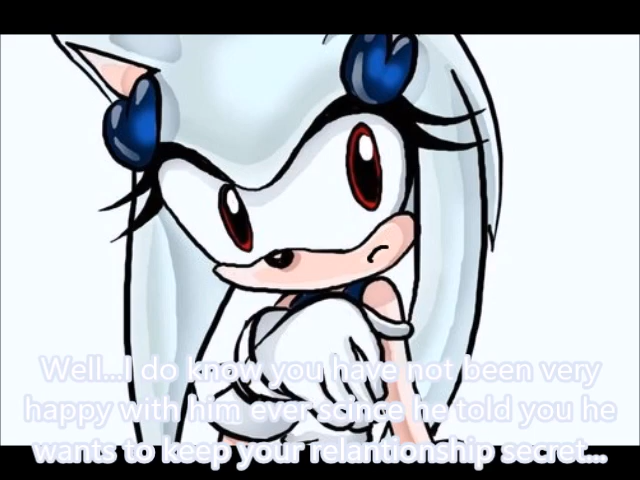 Well...I do know you have not been very
happy with him ever scince he told you he
wants to keep your relantionship secret...